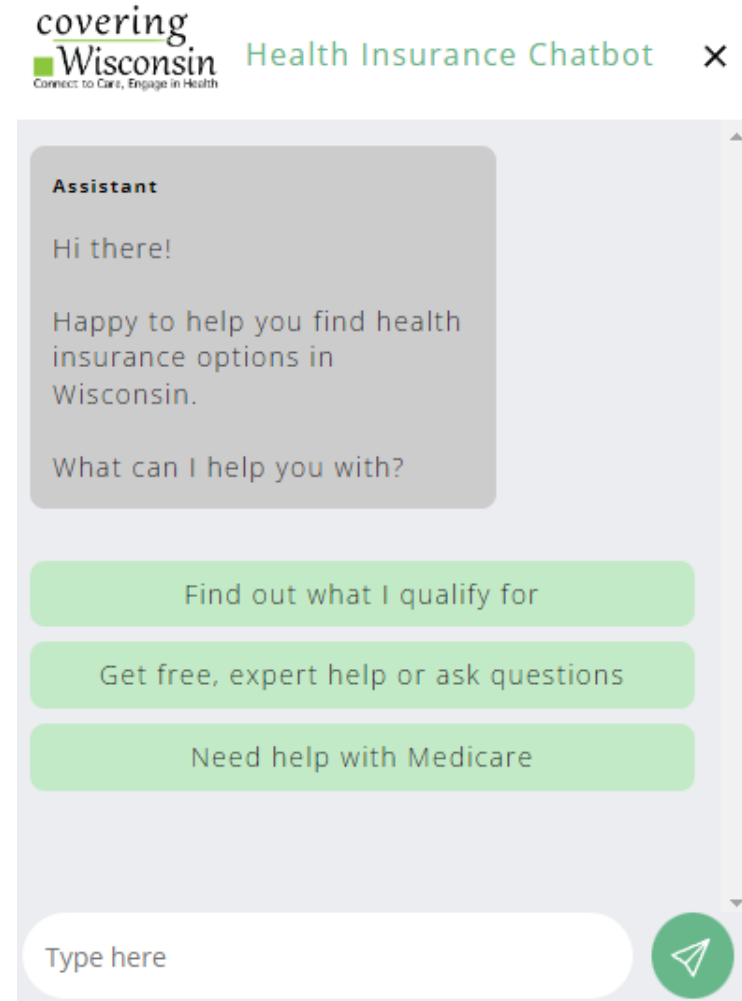 covering
Wisconsin
Connect to Care, Engage in Health
Health Insurance Chatbot
Assistant
Hi there!
Happy to help you find health
insurance options in
Wisconsin.
What can I help you with?
Find out what I qualify for
Get free, expert help or ask questions
Need help with Medicare
Type here